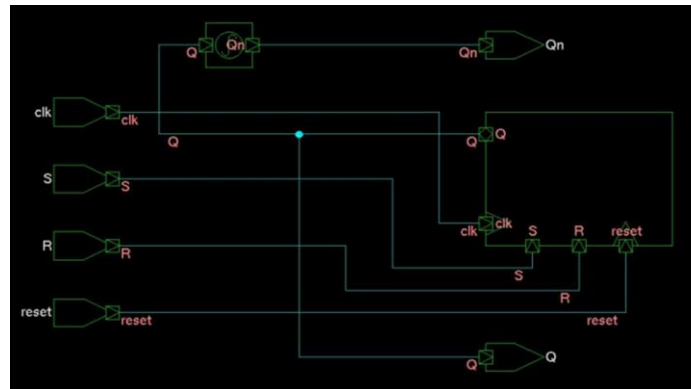 Q Qn Qn Qn
clk clk
Q Q Q
S S
clk clk S R reset
R R
S
R
reset reset reset
Q Q